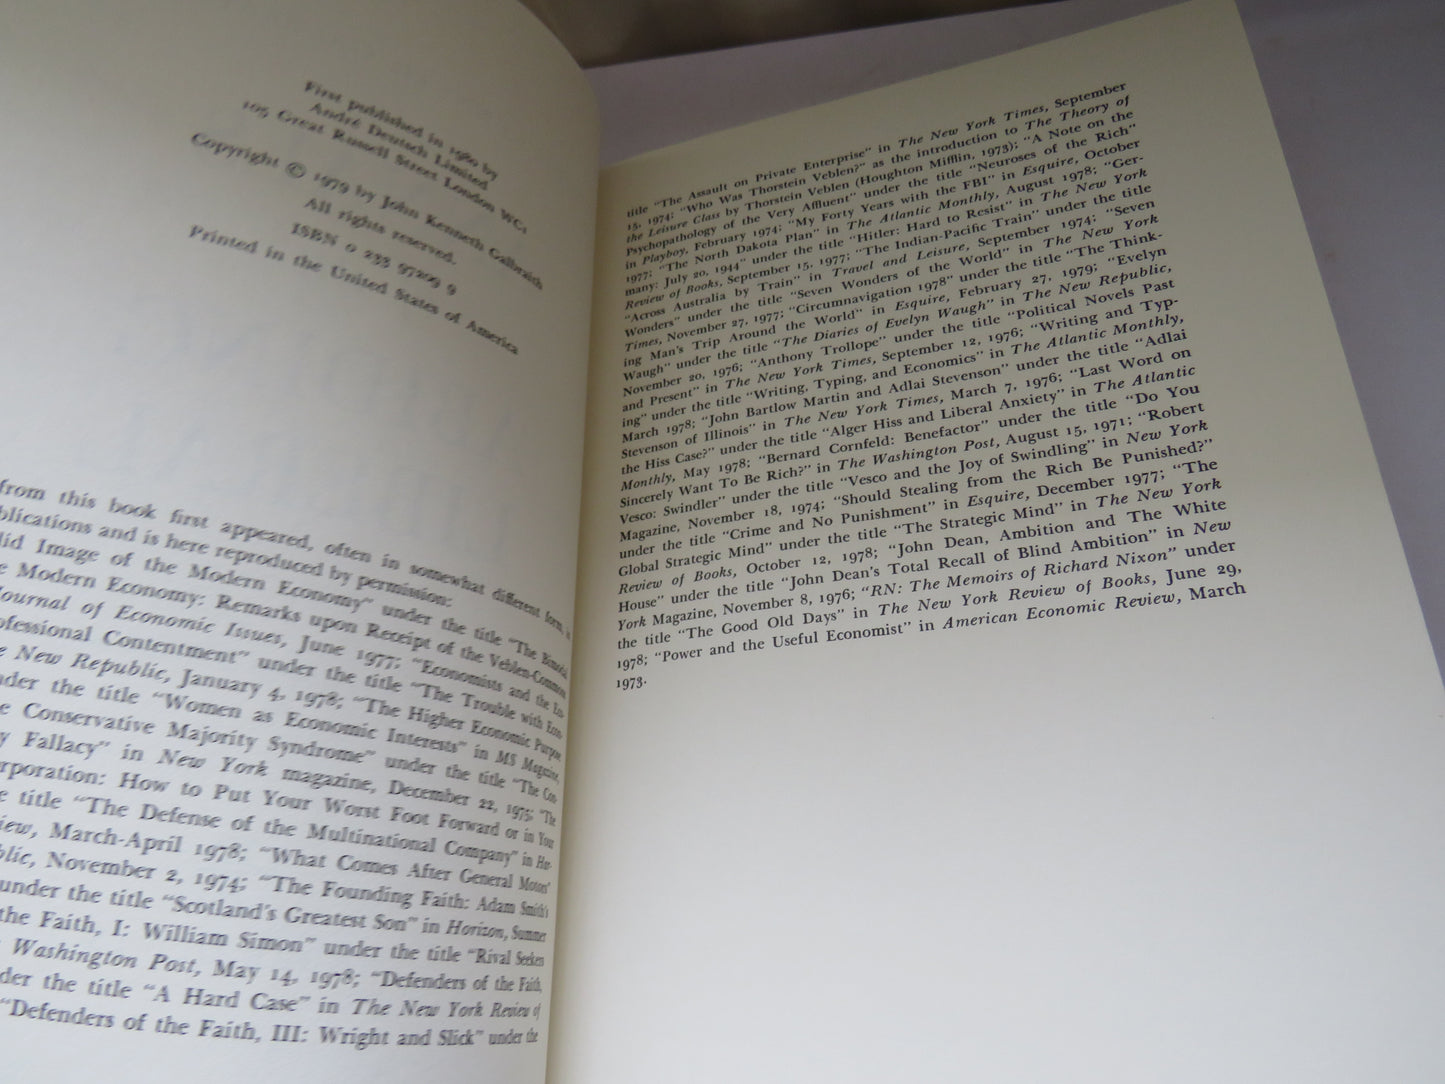 First published in 1980 by
André Deutsch Limited
105 Great Russell Street London WC1
Copyright © 1979 by John Kenneth Galbraith
All rights reserved.
ISBN 0 233 97209 9
Printed in the United States of America
from this book first appeared, often in somewhat different form, in
blications and is here reproduced by permission:
lid Image of the Modern Economy" under the title "The Bimodal
e Modern Economy: Remarks upon Receipt of the Veblen-Commons
Journal of Economic Issues, June 1977; "Economists and the Eco-
ofessional Contentment" under the title "The Trouble with Econ-
e New Republic, January 4, 1978; "The Higher Economic Purpose
nder the title "Women as Economic Interests" in MS Magazine,
e Conservative Majority Syndrome" under the title "The Con-
y Fallacy" in New York magazine, December 22, 1975; "The
rporation: How to Put Your Worst Foot Forward or in Your
e title "The Defense of the Multinational Company" in Ha-
iew, March-April 1978; "What Comes After General Motors"
blic, November 2, 1974; "The Founding Faith: Adam Smith's
under the title "Scotland's Greatest Son" in Horizon, Summer
the Faith, I: William Simon" under the title "Rival Seekers
Washington Post, May 14, 1978; "Defenders of the Faith,
der the title "A Hard Case" in The New York Review of
"Defenders of the Faith, III: Wright and Slick" under the
title "The Assault on Private Enterprise" in The New York Times, September
15, 1974; "Who Was Thorstein Veblen?" as the introduction to The Theory of
the Leisure Class by Thorstein Veblen (Houghton Mifflin, 1973); "A Note on the
Psychopathology of the Very Affluent" under the title "Neuroses of the Rich"
in Playboy, February 1974; "My Forty Years with the FBI" in Esquire, October
1977; "The North Dakota Plan" in The Atlantic Monthly, August 1978; "Ger-
many: July 20, 1944" under the title "Hitler: Hard to Resist" in The New York
Review of Books, September 15, 1977; "The Indian-Pacific Train" under the title
"Across Australia by Train" in Travel and Leisure, September 1974; "Seven
Wonders" under the title "Seven Wonders of the World" in The New York
Times, November 27, 1977; "Circumnavigation 1978" under the title "The Think-
ing Man's Trip Around the World" in Esquire, February 27, 1979; "Evelyn
Waugh" under the title "The Diaries of Evelyn Waugh" in The New Republic,
November 20, 1976; "Anthony Trollope" under the title "Political Novels Past
and Present" in The New York Times, September 12, 1976; "Writing and Typ-
ing" under the title "Writing, Typing, and Economics" in The Atlantic Monthly,
March 1978; "John Bartlow Martin and Adlai Stevenson" under the title "Adlai
Stevenson of Illinois" in The New York Times, March 7, 1976; "Last Word on
the Hiss Case?" under the title "Alger Hiss and Liberal Anxiety" in The Atlantic
Monthly, May 1978; "Bernard Cornfeld: Benefactor" under the title "Do You
Sincerely Want To Be Rich?" in The Washington Post, August 15, 1971; "Robert
Vesco: Swindler" under the title "Vesco and the Joy of Swindling" in New York
Magazine, November 18, 1974; "Should Stealing from the Rich Be Punished?"
under the title "Crime and No Punishment" in Esquire, December 1977; "The
Global Strategic Mind" under the title "The Strategic Mind" in The New York
Review of Books, October 12, 1978; "John Dean, Ambition and The White
House" under the title "John Dean's Total Recall of Blind Ambition" in New
York Magazine, November 8, 1976; "RN: The Memoirs of Richard Nixon" under
the title "The Good Old Days" in The New York Review of Books, June 29,
1978; "Power and the Useful Economist" in American Economic Review, March
1973.